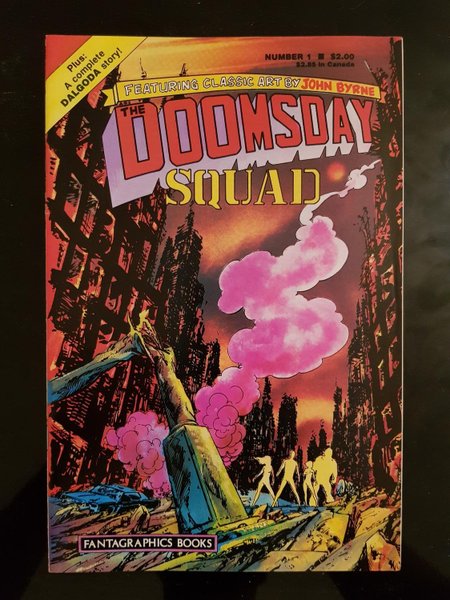 Plus:
A complete
DALGODA story!
NUMBER 1 ■ $2.00
$2.85 in Canada
FEATURING CLASSIC ART BY JOHN BYRNE
THE
DOOMSDAY
SQUAD
FANTAGRAPHICS BOOKS